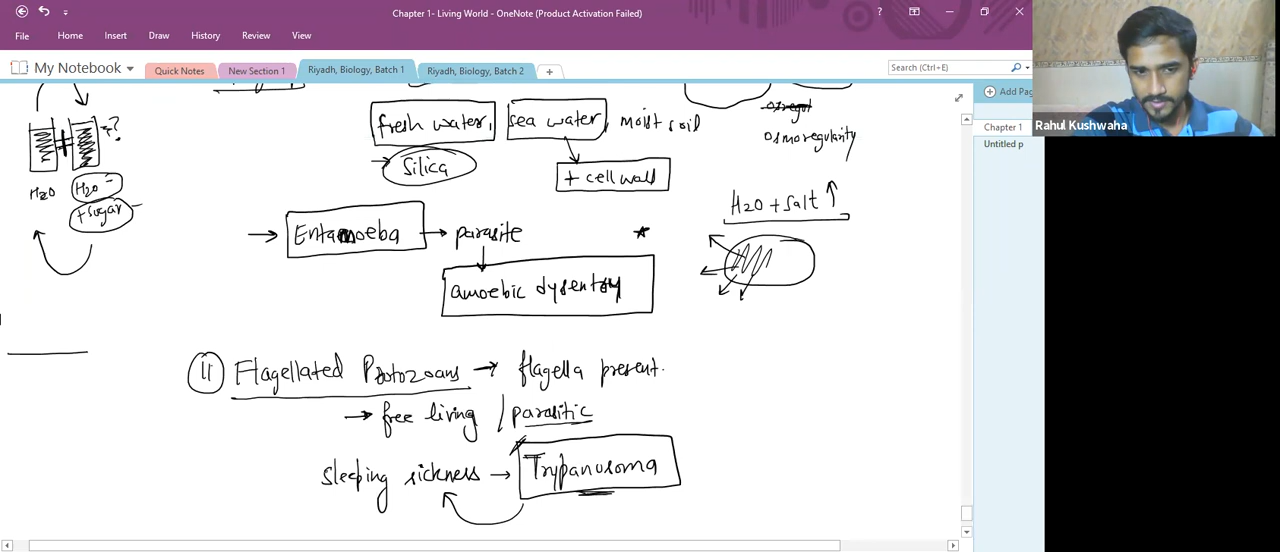 Chapter 1- Living World - OneNote (Product Activation Failed)
?
File Home Insert Draw History Review View
My Notebook
Quick Notes
New Section 1
Riyadh, Biology, Batch 1
Riyadh, Biology, Batch 2
+
Search (Ctrl+E)
Add Pag
Chapter 1
Untitled p
Rahul Kushwaha
fresh water, sea water, moist soil
Osmoregularity
?
Silica
+ cell wall
H2O
H2O
+ Sugar
H2O + Salt ↑
→ Entamoeba → parasite
amoebic dysentory
II Flagellated Protozoans → flagella present.
→ free living / parasitic
Sleeping sickness → Trypanosoma